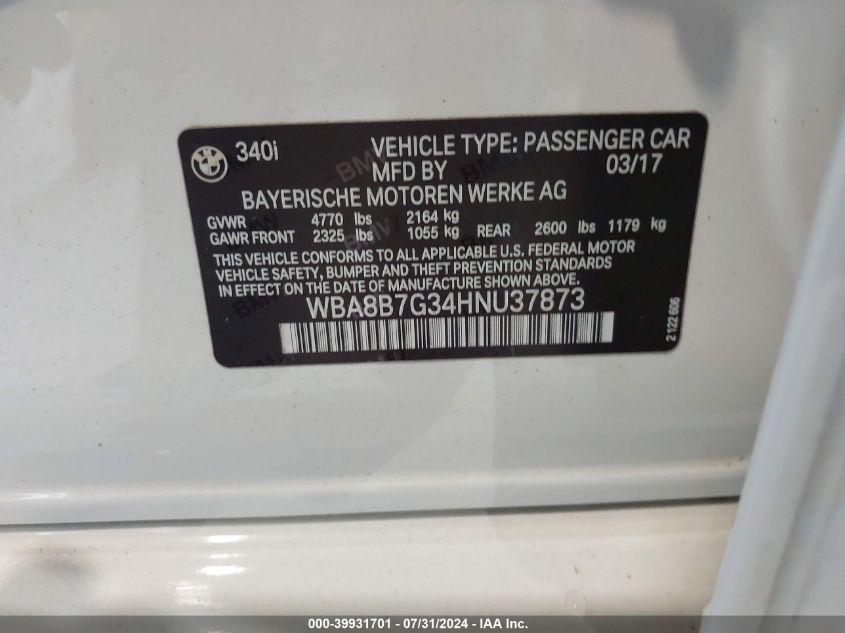 340i VEHICLE TYPE: PASSENGER CAR
MFD BY 03/17
BAYERISCHE MOTOREN WERKE AG
GVWR 4770 lbs 2164 kg
GAWR FRONT 2325 lbs 1055 kg REAR 2600 lbs 1179 kg
THIS VEHICLE CONFORMS TO ALL APPLICABLE U.S. FEDERAL MOTOR
VEHICLE SAFETY, BUMPER AND THEFT PREVENTION STANDARDS
IN EFFECT ON THE DATE OF MANUFACTURE SHOWN ABOVE.
WBA8B7G34HNU37873
2 122 606
000-39931701 - 07/31/2024 - IAA Inc.